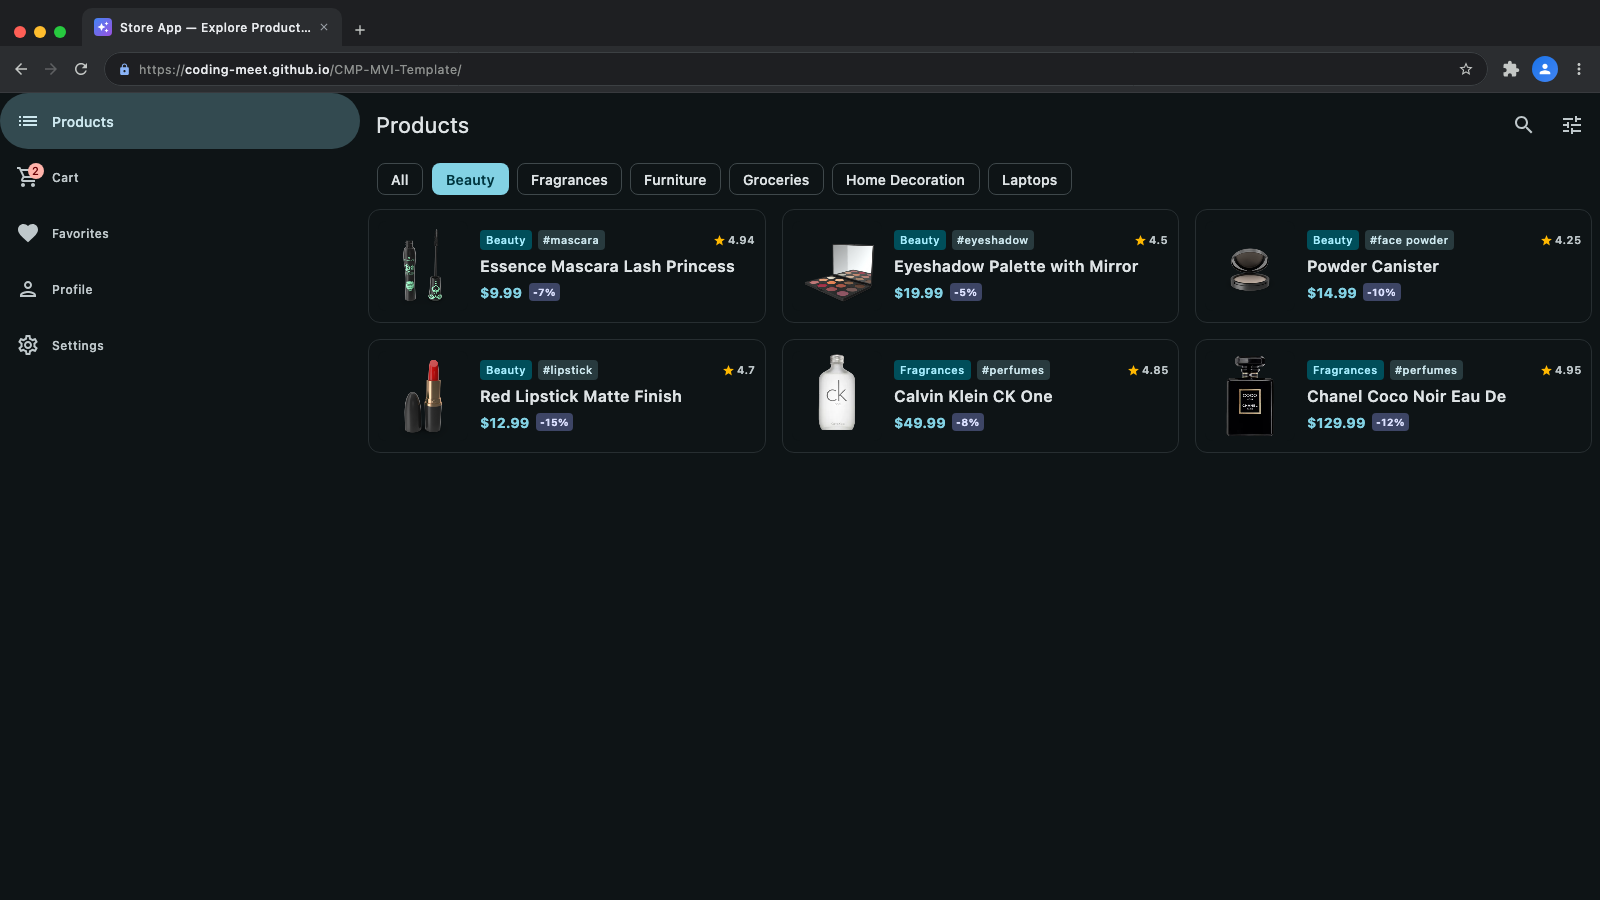 Store App — Explore Product...
https://coding-meet.github.io/CMP-MVI-Template/
Products
2
Cart
Favorites
Profile
Settings
Products
All
Beauty
Fragrances
Furniture
Groceries
Home Decoration
Laptops
Beauty #mascara 4.94
Essence Mascara Lash Princess
$9.99 -7%
Beauty #eyeshadow 4.5
Eyeshadow Palette with Mirror
$19.99 -5%
Beauty #face powder 4.25
Powder Canister
$14.99 -10%
Beauty #lipstick 4.7
Red Lipstick Matte Finish
$12.99 -15%
ck
Fragrances #perfumes 4.85
Calvin Klein CK One
$49.99 -8%
COCO
CHANEL
Fragrances #perfumes 4.95
Chanel Coco Noir Eau De
$129.99 -12%